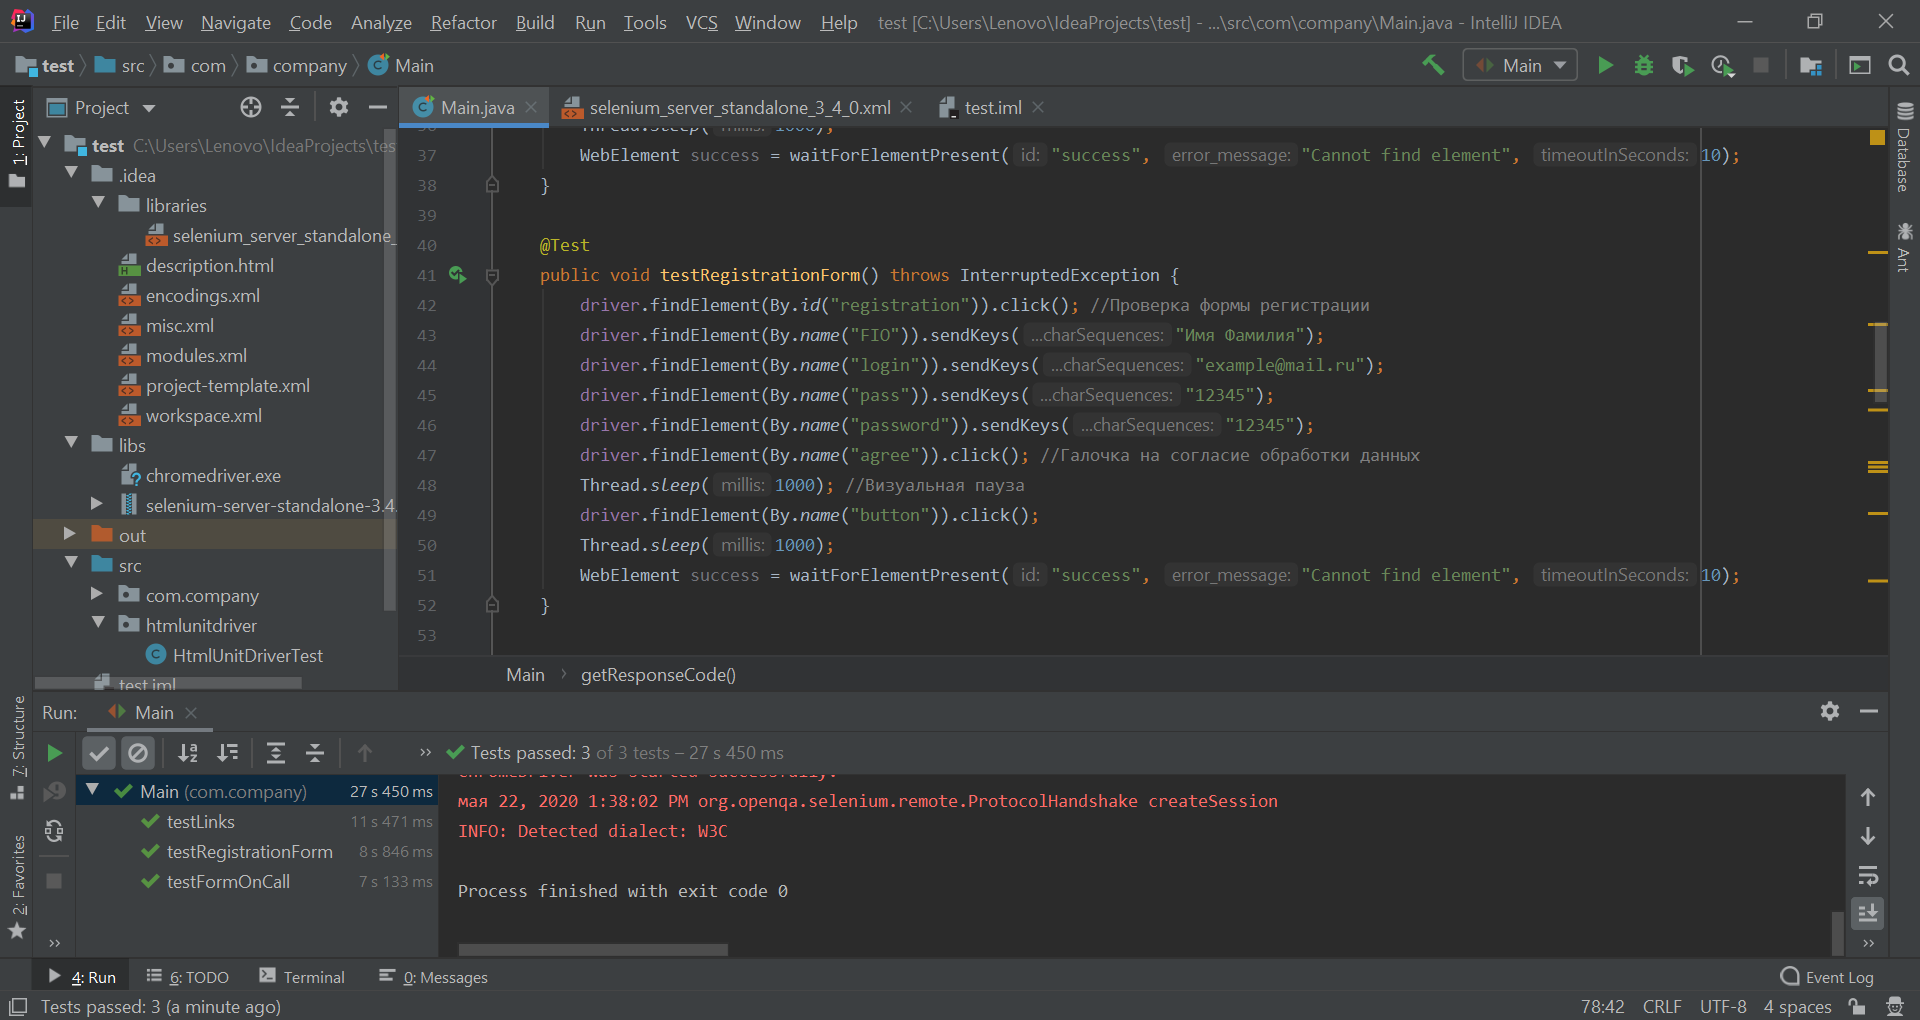 File Edit View Navigate Code Analyze Refactor Build Run Tools VCS Window Help test [C:\Users\Lenovo\IdeaProjects\test] - ...\src\com\company\Main.java - IntelliJ IDEA
test src com company Main
Main
1: Project
Project
Main.java
selenium_server_standalone_3_4_0.xml
test.iml
test C:\Users\Lenovo\IdeaProjects\tes
.idea
libraries
selenium_server_standalone_
description.html
encodings.xml
misc.xml
modules.xml
project-template.xml
workspace.xml
libs
chromedriver.exe
selenium-server-standalone-3.4.
out
src
com.company
htmlunitdriver
HtmlUnitDriverTest
test.iml
36 Thread.sleep( millis: 1000);
37 WebElement success = waitForElementPresent( id: "success", error_message: "Cannot find element", timeoutInSeconds: 10);
38 }
39
40 @Test
41 public void testRegistrationForm() throws InterruptedException {
42 driver.findElement(By.id("registration")).click(); //Проверка формы регистрации
43 driver.findElement(By.name("FIO")).sendKeys( ...charSequences: "Имя Фамилия");
44 driver.findElement(By.name("login")).sendKeys( ...charSequences: "example@mail.ru");
45 driver.findElement(By.name("pass")).sendKeys( ...charSequences: "12345");
46 driver.findElement(By.name("password")).sendKeys( ...charSequences: "12345");
47 driver.findElement(By.name("agree")).click(); //Галочка на согласие обработки данных
48 Thread.sleep( millis: 1000); //Визуальная пауза
49 driver.findElement(By.name("button")).click();
50 Thread.sleep( millis: 1000);
51 WebElement success = waitForElementPresent( id: "success", error_message: "Cannot find element", timeoutInSeconds: 10);
52 }
53
Main › getResponseCode()
Database
Ant
7: Structure
2: Favorites
Run: Main
Tests passed: 3 of 3 tests – 27 s 450 ms
Main (com.company) 27 s 450 ms
testLinks 11 s 471 ms
testRegistrationForm 8 s 846 ms
testFormOnCall 7 s 133 ms
ChromeDriver was started successfully.
мая 22, 2020 1:38:02 PM org.openqa.selenium.remote.ProtocolHandshake createSession
INFO: Detected dialect: W3C
Process finished with exit code 0
4: Run 6: TODO Terminal 0: Messages Event Log
Tests passed: 3 (a minute ago) 78:42 CRLF UTF-8 4 spaces